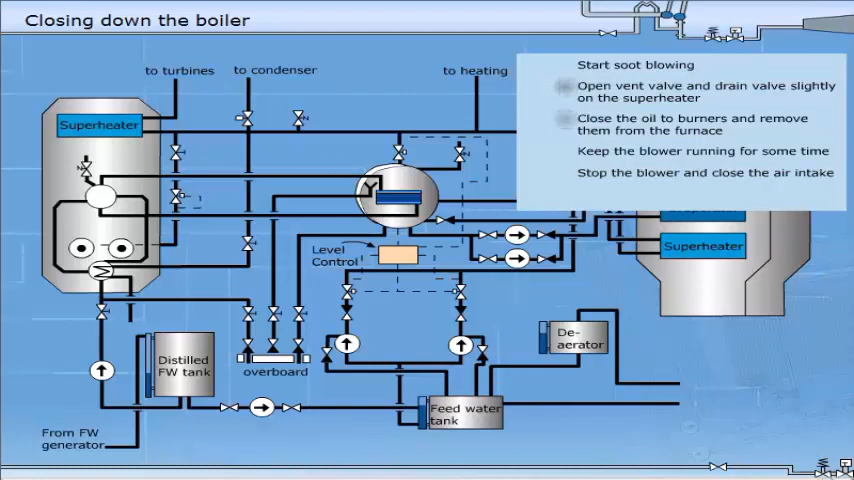 Closing down the boiler
to turbines
to condenser
to heating
Start soot blowing
Open vent valve and drain valve slightly
on the superheater
Close the oil to burners and remove
them from the furnace
Keep the blower running for some time
Stop the blower and close the air intake
Superheater
Superheater
Level
Control
De-
aerator
Distilled
FW tank
overboard
Feed water
tank
From FW
generator